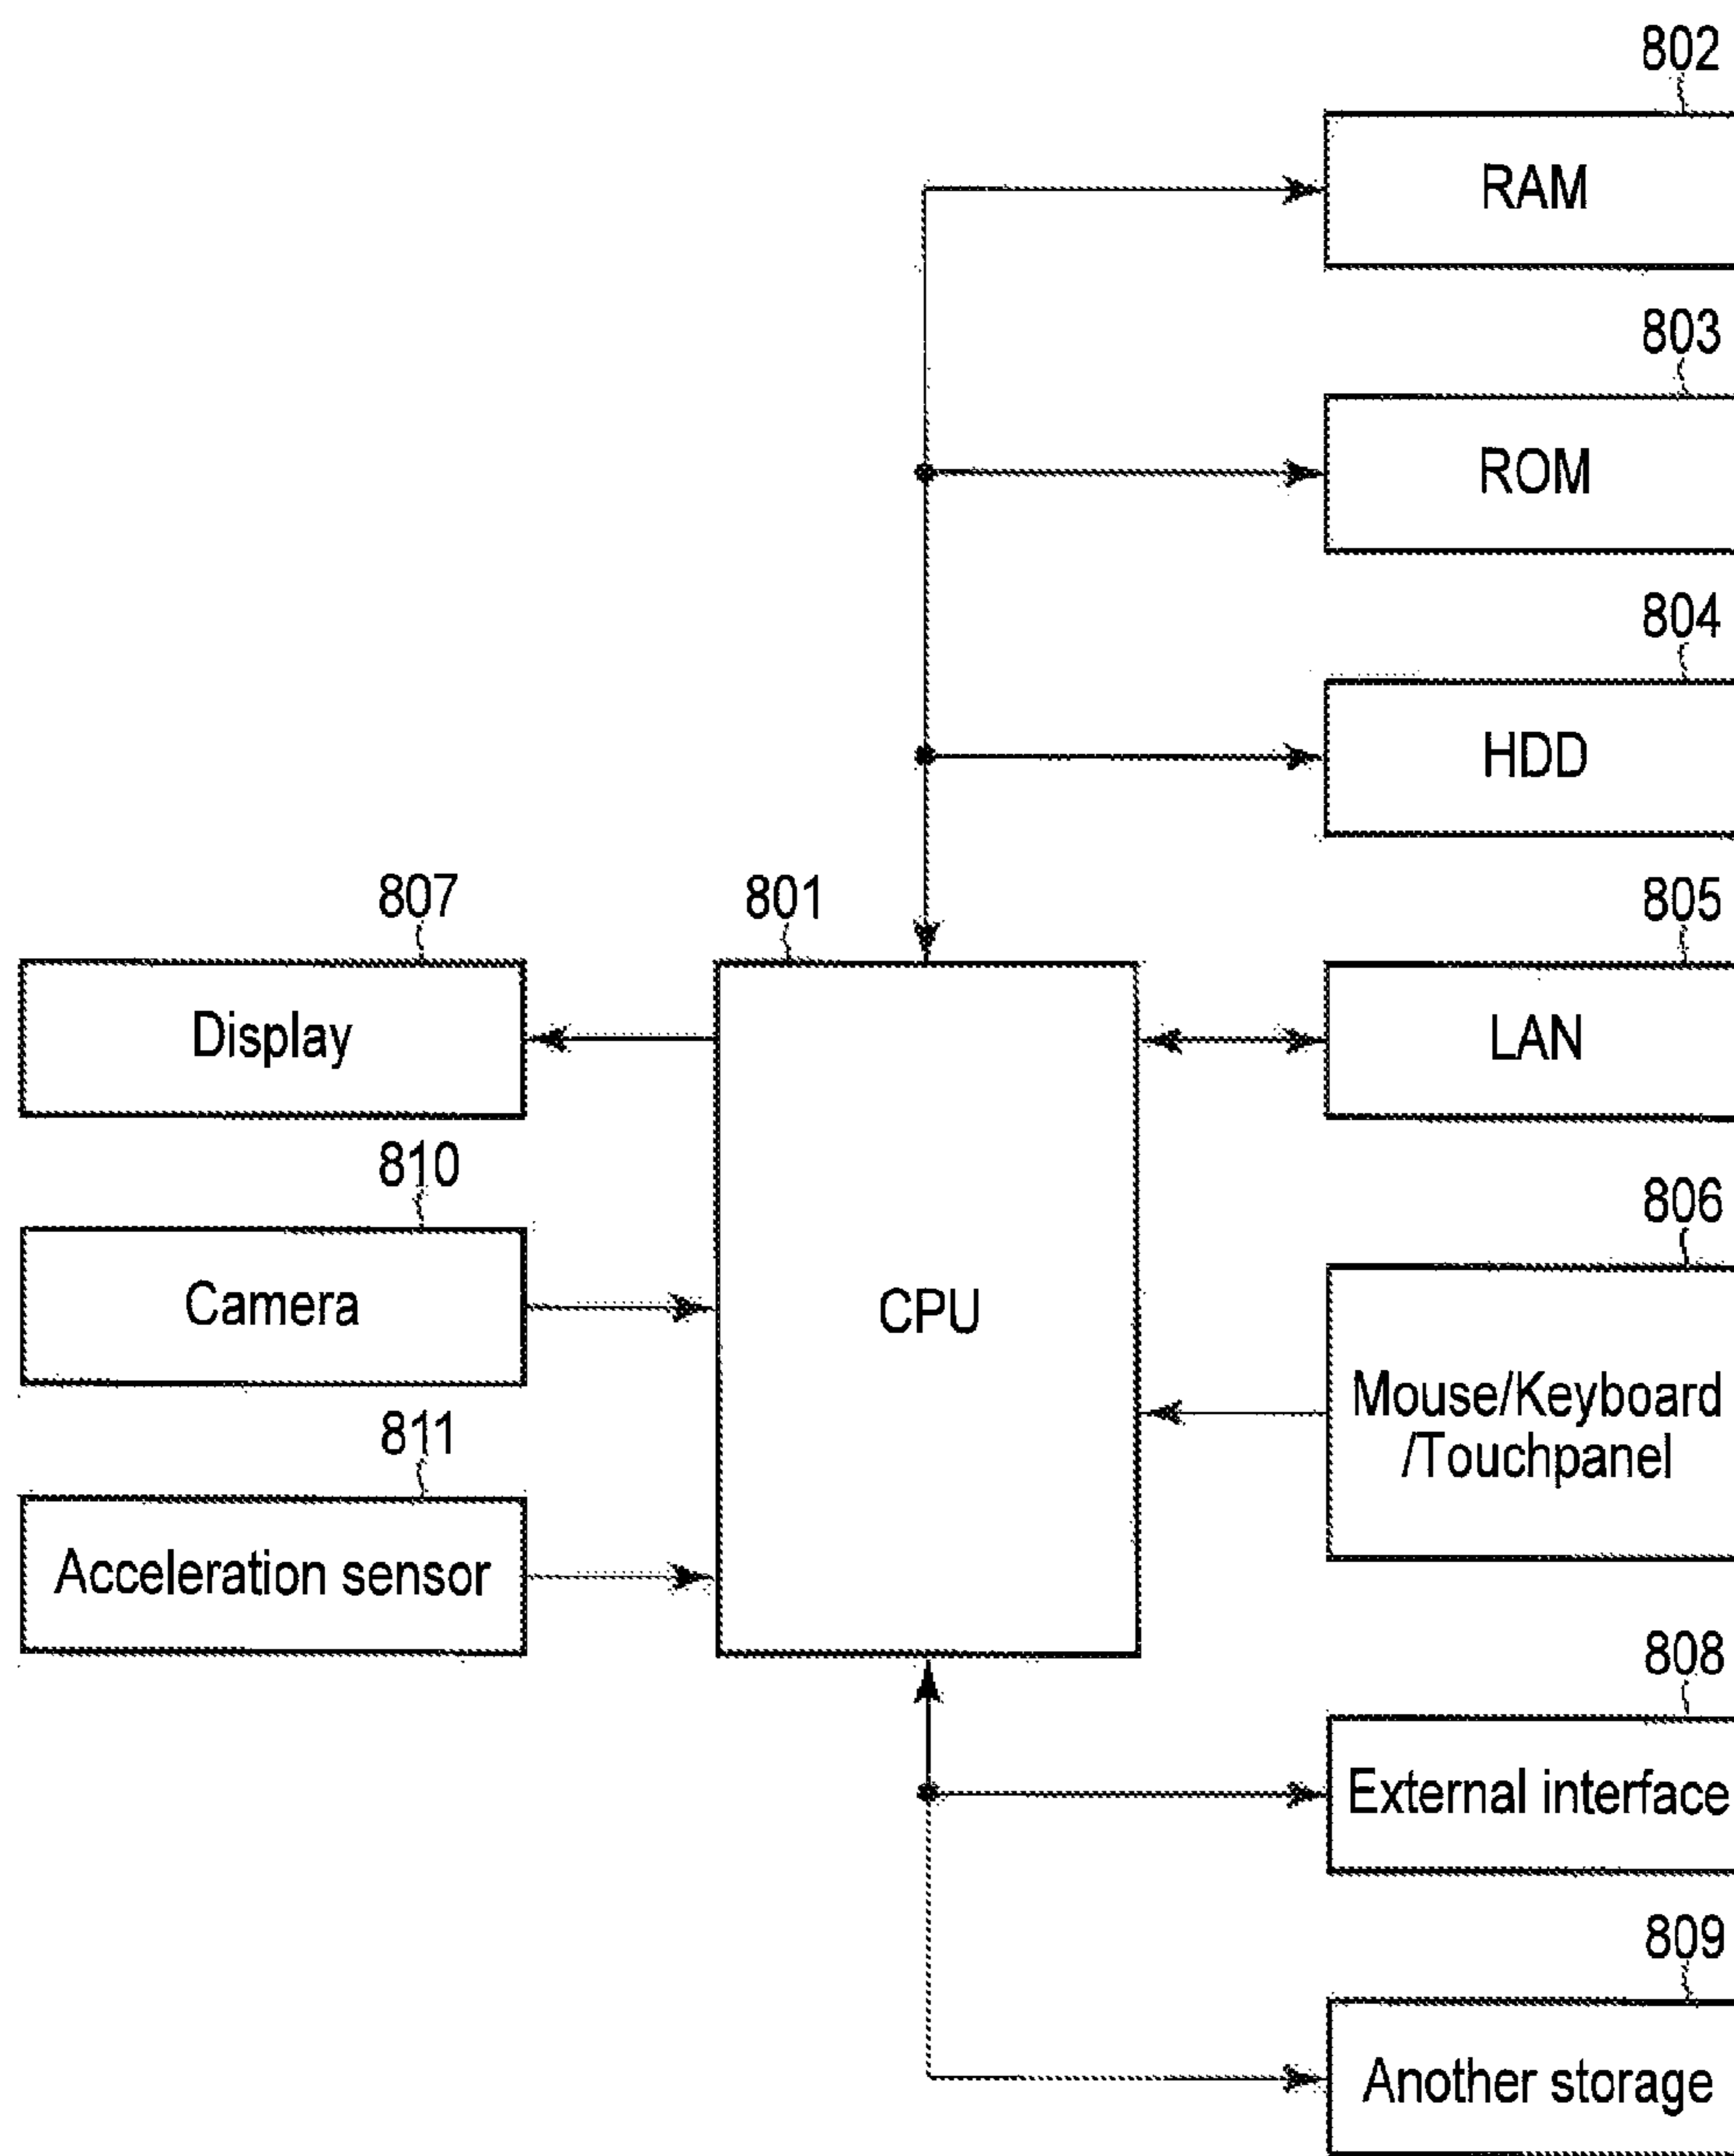 802
RAM
803
ROM
804
HDD
807
801
805
Display
LAN
810
806
Camera
CPU
Mouse/Keyboard
/Touchpanel
811
Acceleration sensor
808
External interface
809
Another storage